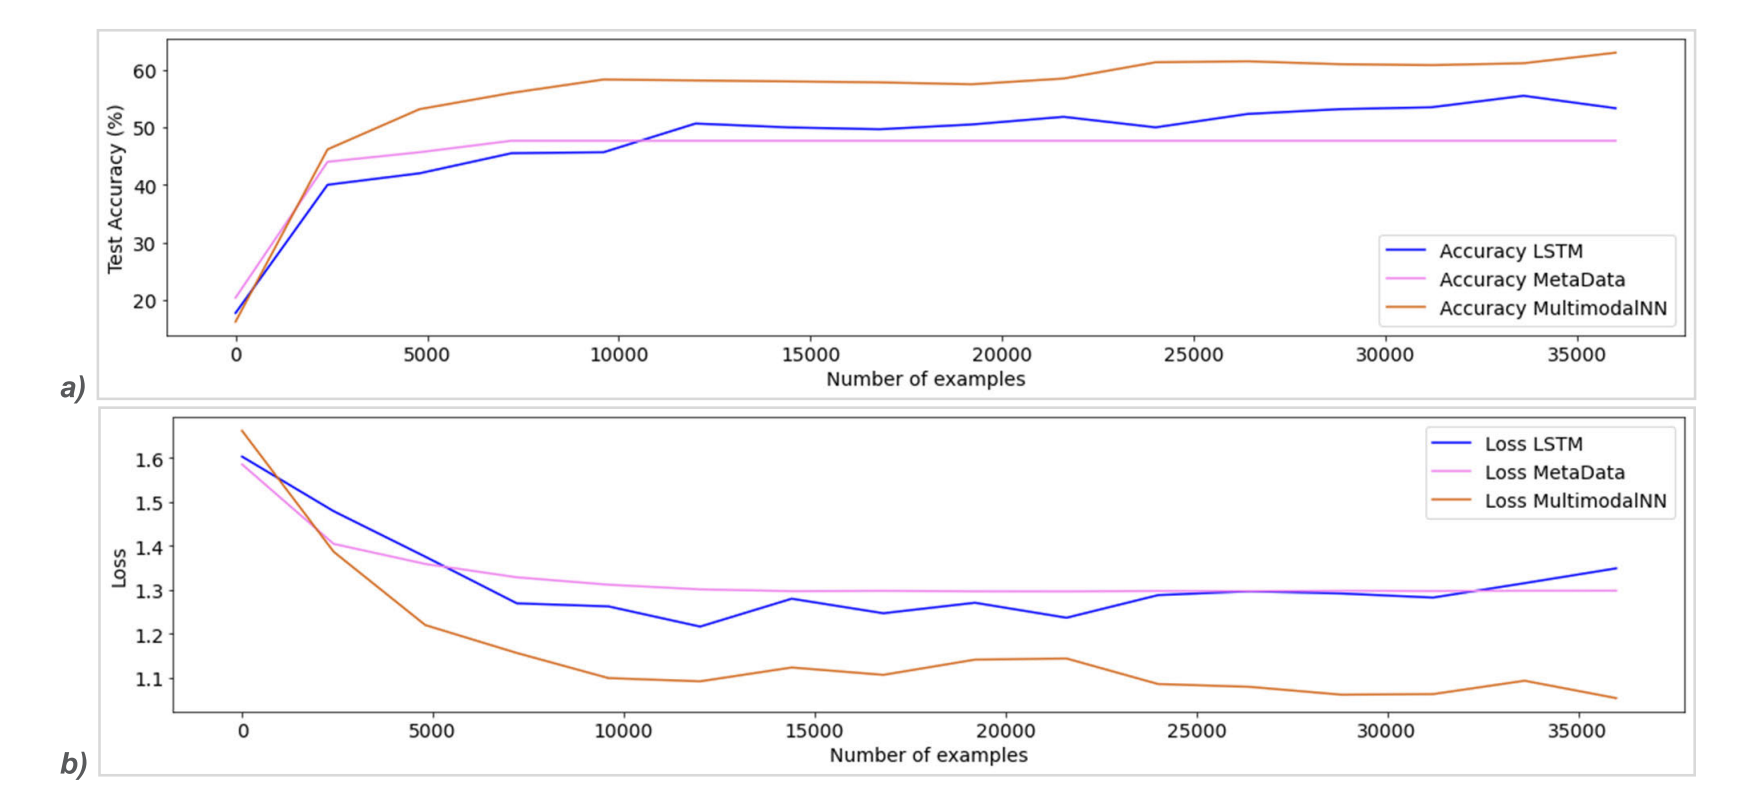 60
50
40
30
20
Test Accuracy (%)
Accuracy LSTM
Accuracy MetaData
Accuracy MultimodalNN
0 5000 10000 15000 20000 25000 30000 35000
Number of examples
a)
1.6
1.5
1.4
1.3
1.2
1.1
Loss
Loss LSTM
Loss MetaData
Loss MultimodalNN
0 5000 10000 15000 20000 25000 30000 35000
Number of examples
b)